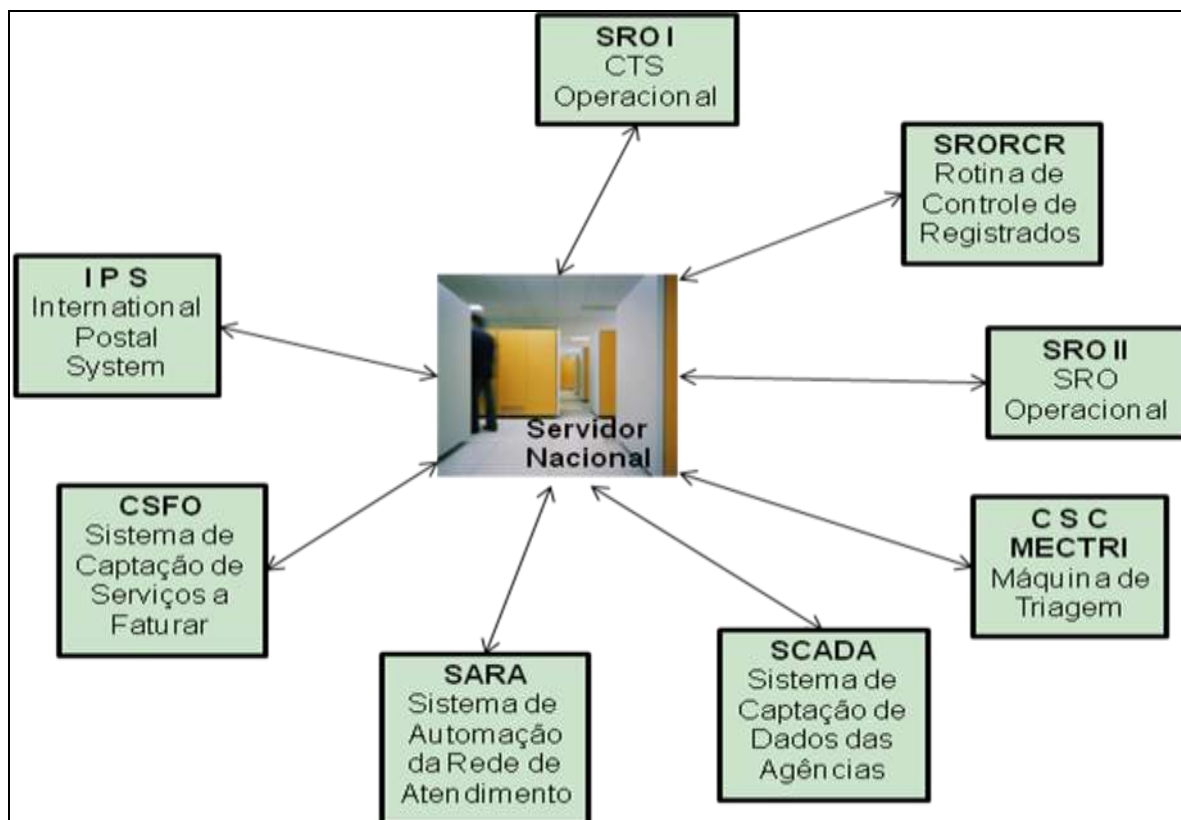 SRO I
CTS
Operacional
SRORCR
Rotina de
Controle de
Registrados
I P S
International
Postal
System
SRO II
SRO
Operacional
Servidor
Nacional
CSFO
Sistema de
Captação de
Serviços a
Faturar
C S C
MECTRI
Máquina de
Triagem
SARA
Sistema de
Automação
da Rede de
Atendimento
SCADA
Sistema de
Captação de
Dados das
Agências